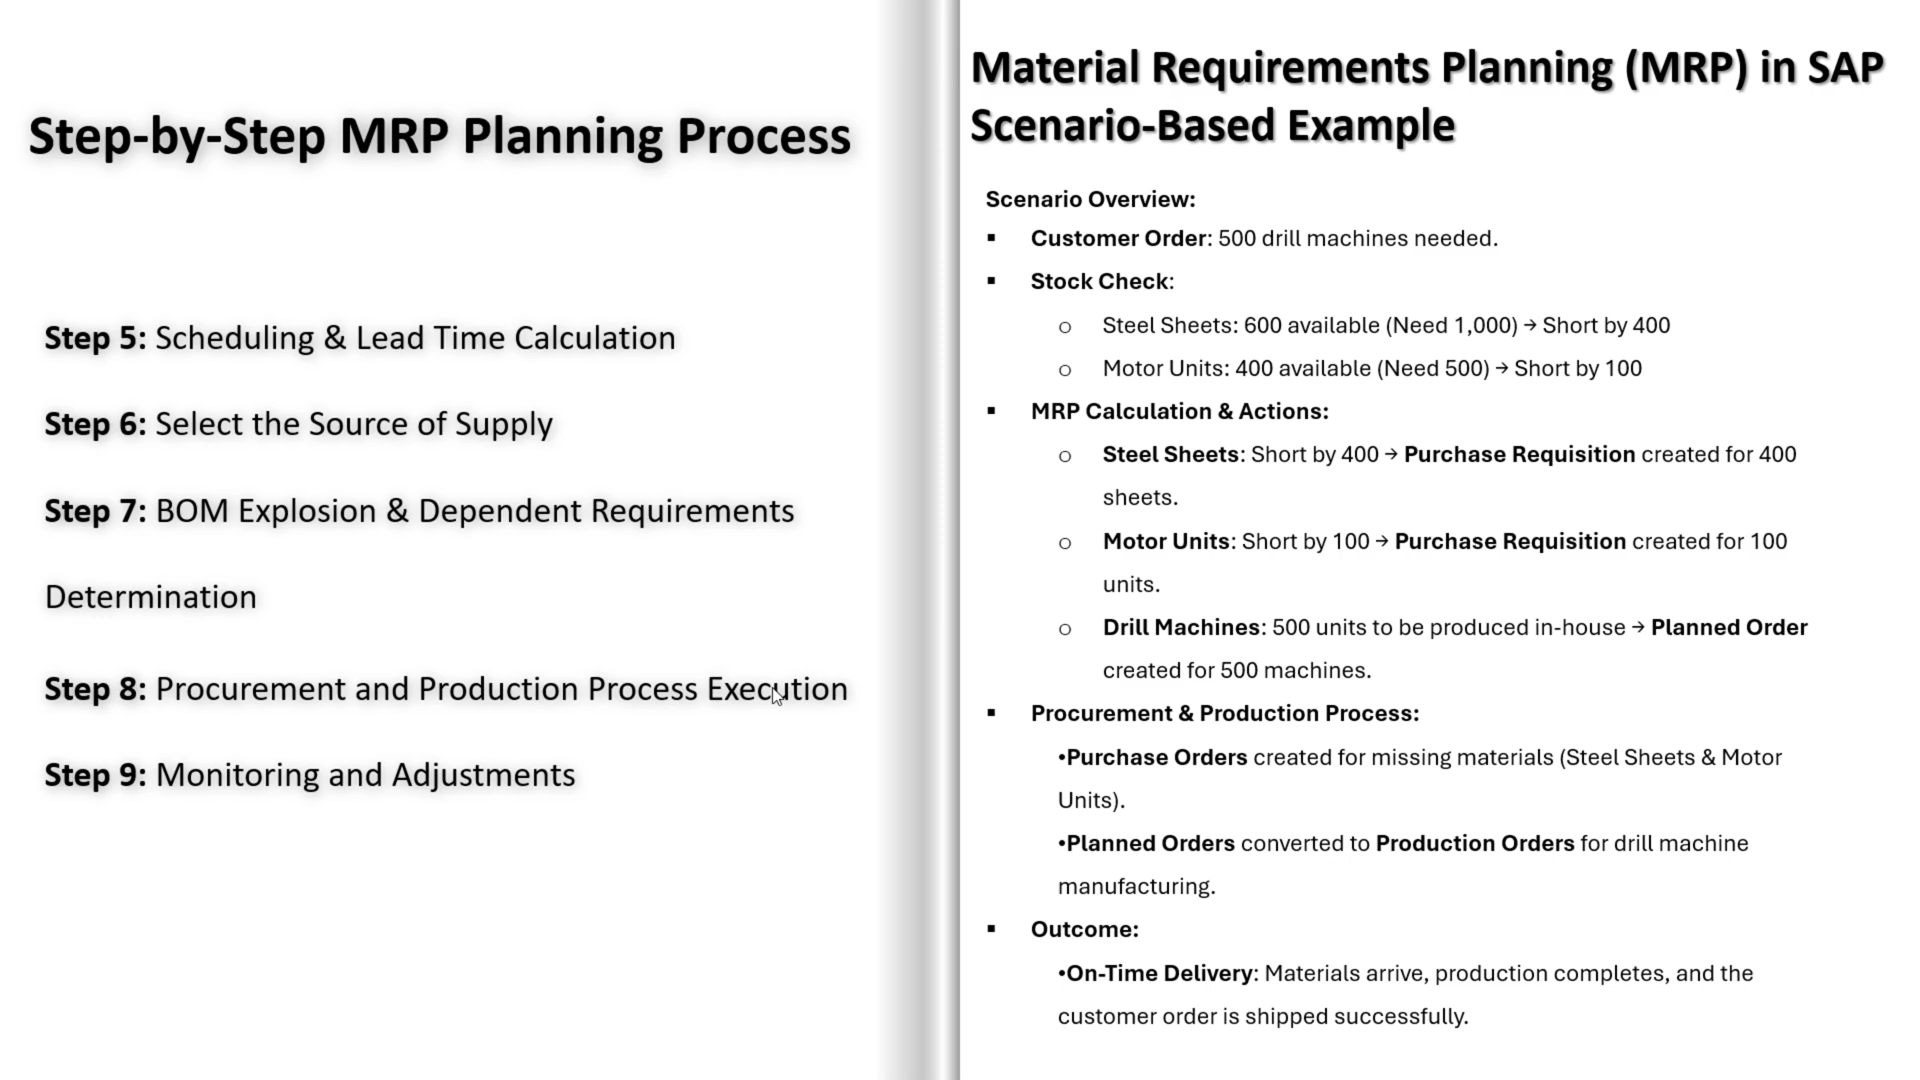 Step-by-Step MRP Planning Process
Step 5: Scheduling & Lead Time Calculation
Step 6: Select the Source of Supply
Step 7: BOM Explosion & Dependent Requirements
Determination
Step 8: Procurement and Production Process Execution
Step 9: Monitoring and Adjustments
Material Requirements Planning (MRP) in SAP
Scenario-Based Example
Scenario Overview:
▪ Customer Order: 500 drill machines needed.
▪ Stock Check:
o Steel Sheets: 600 available (Need 1,000) → Short by 400
o Motor Units: 400 available (Need 500) → Short by 100
▪ MRP Calculation & Actions:
o Steel Sheets: Short by 400 → Purchase Requisition created for 400
sheets.
o Motor Units: Short by 100 → Purchase Requisition created for 100
units.
o Drill Machines: 500 units to be produced in-house → Planned Order
created for 500 machines.
▪ Procurement & Production Process:
•Purchase Orders created for missing materials (Steel Sheets & Motor
Units).
•Planned Orders converted to Production Orders for drill machine
manufacturing.
▪ Outcome:
•On-Time Delivery: Materials arrive, production completes, and the
customer order is shipped successfully.